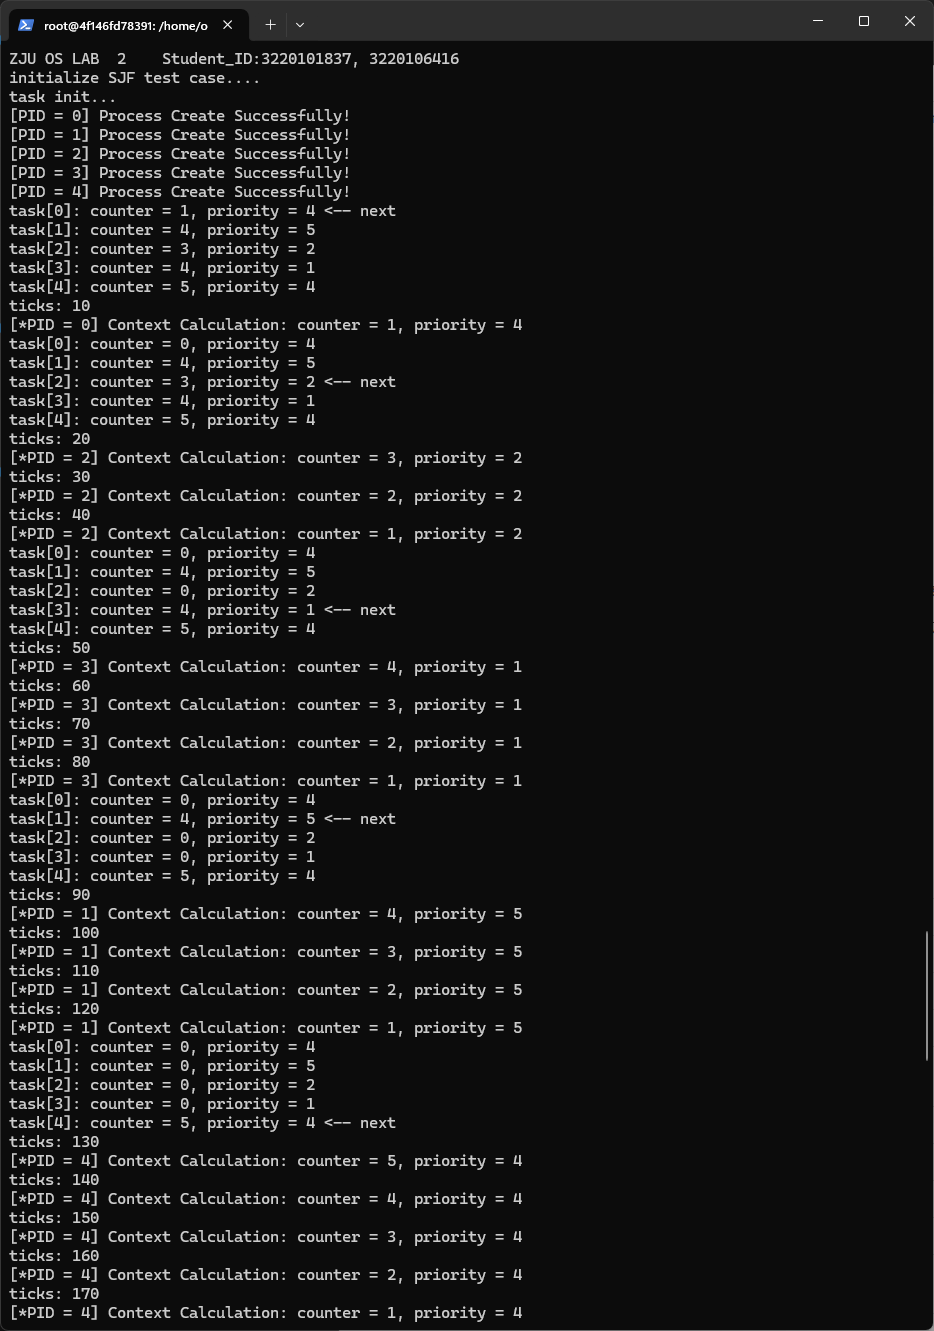 root@4f146fd78391: /home/o
ZJU OS LAB  2    Student_ID:3220101837, 3220106416
initialize SJF test case....
task init...
[PID = 0] Process Create Successfully!
[PID = 1] Process Create Successfully!
[PID = 2] Process Create Successfully!
[PID = 3] Process Create Successfully!
[PID = 4] Process Create Successfully!
task[0]: counter = 1, priority = 4 <-- next
task[1]: counter = 4, priority = 5
task[2]: counter = 3, priority = 2
task[3]: counter = 4, priority = 1
task[4]: counter = 5, priority = 4
ticks: 10
[*PID = 0] Context Calculation: counter = 1, priority = 4
task[0]: counter = 0, priority = 4
task[1]: counter = 4, priority = 5
task[2]: counter = 3, priority = 2 <-- next
task[3]: counter = 4, priority = 1
task[4]: counter = 5, priority = 4
ticks: 20
[*PID = 2] Context Calculation: counter = 3, priority = 2
ticks: 30
[*PID = 2] Context Calculation: counter = 2, priority = 2
ticks: 40
[*PID = 2] Context Calculation: counter = 1, priority = 2
task[0]: counter = 0, priority = 4
task[1]: counter = 4, priority = 5
task[2]: counter = 0, priority = 2
task[3]: counter = 4, priority = 1 <-- next
task[4]: counter = 5, priority = 4
ticks: 50
[*PID = 3] Context Calculation: counter = 4, priority = 1
ticks: 60
[*PID = 3] Context Calculation: counter = 3, priority = 1
ticks: 70
[*PID = 3] Context Calculation: counter = 2, priority = 1
ticks: 80
[*PID = 3] Context Calculation: counter = 1, priority = 1
task[0]: counter = 0, priority = 4
task[1]: counter = 4, priority = 5 <-- next
task[2]: counter = 0, priority = 2
task[3]: counter = 0, priority = 1
task[4]: counter = 5, priority = 4
ticks: 90
[*PID = 1] Context Calculation: counter = 4, priority = 5
ticks: 100
[*PID = 1] Context Calculation: counter = 3, priority = 5
ticks: 110
[*PID = 1] Context Calculation: counter = 2, priority = 5
ticks: 120
[*PID = 1] Context Calculation: counter = 1, priority = 5
task[0]: counter = 0, priority = 4
task[1]: counter = 0, priority = 5
task[2]: counter = 0, priority = 2
task[3]: counter = 0, priority = 1
task[4]: counter = 5, priority = 4 <-- next
ticks: 130
[*PID = 4] Context Calculation: counter = 5, priority = 4
ticks: 140
[*PID = 4] Context Calculation: counter = 4, priority = 4
ticks: 150
[*PID = 4] Context Calculation: counter = 3, priority = 4
ticks: 160
[*PID = 4] Context Calculation: counter = 2, priority = 4
ticks: 170
[*PID = 4] Context Calculation: counter = 1, priority = 4